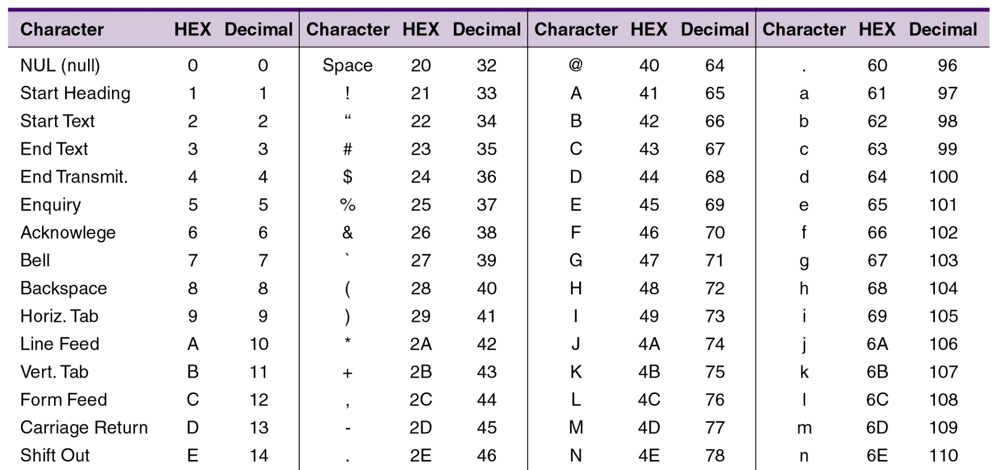 Character HEX Decimal Character HEX Decimal Character HEX Decimal Character HEX Decimal
NUL (null) 0 0 Space 20 32 @ 40 64 . 60 96
Start Heading 1 1 ! 21 33 A 41 65 a 61 97
Start Text 2 2 “ 22 34 B 42 66 b 62 98
End Text 3 3 # 23 35 C 43 67 c 63 99
End Transmit. 4 4 $ 24 36 D 44 68 d 64 100
Enquiry 5 5 % 25 37 E 45 69 e 65 101
Acknowlege 6 6 & 26 38 F 46 70 f 66 102
Bell 7 7 ` 27 39 G 47 71 g 67 103
Backspace 8 8 ( 28 40 H 48 72 h 68 104
Horiz. Tab 9 9 ) 29 41 I 49 73 i 69 105
Line Feed A 10 * 2A 42 J 4A 74 j 6A 106
Vert. Tab B 11 + 2B 43 K 4B 75 k 6B 107
Form Feed C 12 , 2C 44 L 4C 76 l 6C 108
Carriage Return D 13 - 2D 45 M 4D 77 m 6D 109
Shift Out E 14 . 2E 46 N 4E 78 n 6E 110